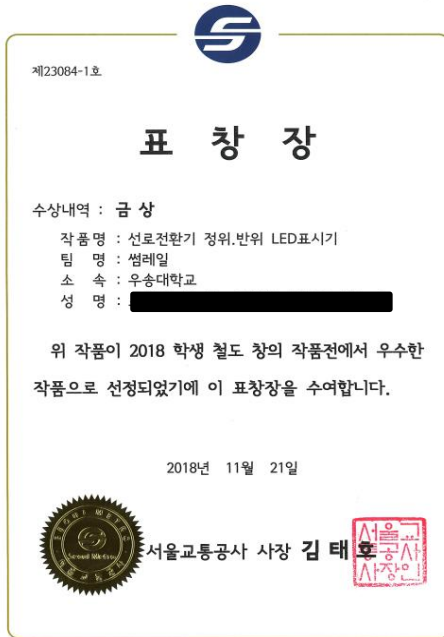 제23084-1호
표 창 장
수상내역 : 금 상
작품명 : 선로전환기 정위.반위 LED표시기
팀 명 : 썸레일
소 속 : 우송대학교
성 명 :
위 작품이 2018 학생 철도 창의 작품전에서 우수한
작품으로 선정되었기에 이 표창장을 수여합니다.
2018년 11월 21일
서울교통공사 사장 김 태 호
서울교
통공사
사장인
Seoul Metro